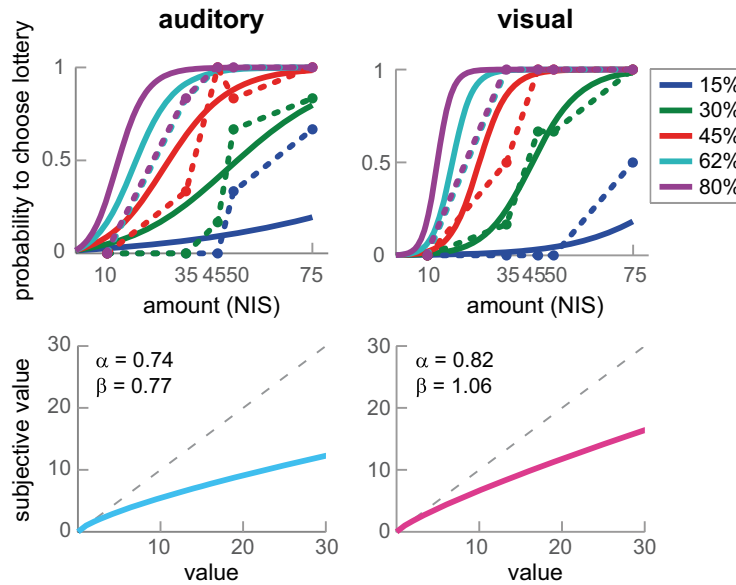 auditory
visual
probability to choose lottery
1
0.5
0
10
35
45
50
75
amount (NIS)
1
0.5
0
10
35
45
50
75
amount (NIS)
15%
30%
45%
62%
80%
subjective value
30
20
10
0
10
20
30
value
α = 0.74
β = 0.77
30
20
10
0
10
20
30
value
α = 0.82
β = 1.06